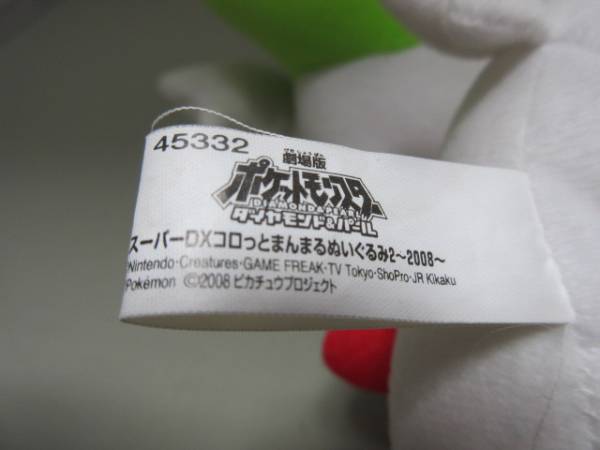 45332
劇場版
ポケットモンスター
DIAMOND&PEARL
ダイヤモンド&パール
スーパーDXコロっとまんまるぬいぐるみ2～2008～
Nintendo・Creatures・GAME FREAK・TV Tokyo・ShoPro・JR Kikaku
Pokémon ©2008 ピカチュウプロジェクト